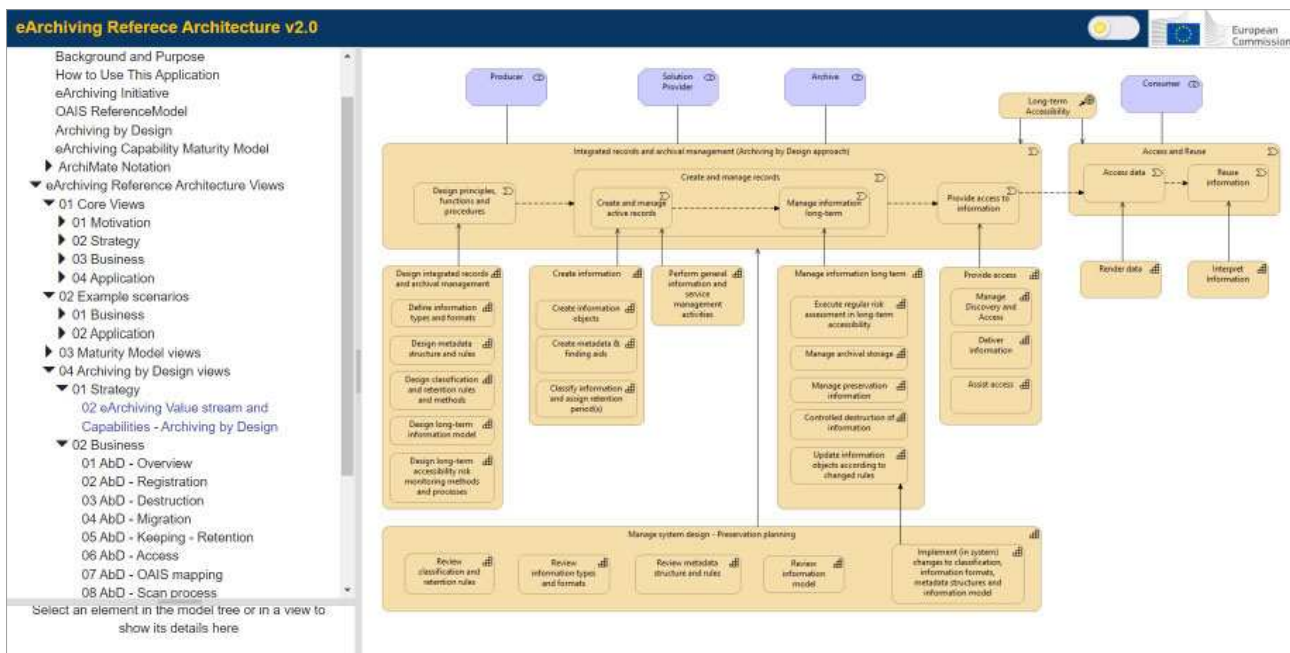 eArchiving Referece Architecture v2.0
European
Commission
Background and Purpose
How to Use This Application
eArchiving Initiative
OAIS ReferenceModel
Archiving by Design
eArchiving Capability Maturity Model
ArchiMate Notation
eArchiving Reference Architecture Views
01 Core Views
01 Motivation
02 Strategy
03 Business
04 Application
02 Example scenarios
01 Business
02 Application
03 Maturity Model views
04 Archiving by Design views
01 Strategy
02 eArchiving Value stream and
Capabilities - Archiving by Design
02 Business
01 AbD - Overview
02 AbD - Registration
03 AbD - Destruction
04 AbD - Migration
05 AbD - Keeping - Retention
06 AbD - Access
07 AbD - OAIS mapping
08 AbD - Scan process
Select an element in the model tree or in a view to
show its details here
Producer
Solution
Provider
Archive
Consumer
Long-term
Accessibility
Integrated records and archival management (Archiving by Design approach)
Design principles,
functions and
procedures
Create and manage records
Create and manage
active records
Manage information
long-term
Provide access to
information
Access and Reuse
Access data
Reuse
information
Design integrated records
and archival management
Define information
types and formats
Design metadata
structure and rules
Design classification
and retention rules
and methods
Design long-term
information model
Design long-term
accessibility risk
monitoring methods
and processes
Create information
Create information
objects
Create metadata &
finding aids
Classify information
and assign retention
period(s)
Perform general
information and
service management
activities
Manage information long term
Execute regular risk
assessment in long-term
accessibility
Manage archival storage
Manage preservation
information
Controlled destruction of
information
Update information
objects according to
changed rules
Provide access
Manage
Discovery and
Access
Deliver
information
Assist access
Render data
Interpret
Information
Manage system design - Preservation planning
Review
classification and
retention rules
Review
information types
and formats
Review metadata
structure and rules
Review
information
model
Implement (in system)
changes to classification,
information formats,
metadata structures and
information model